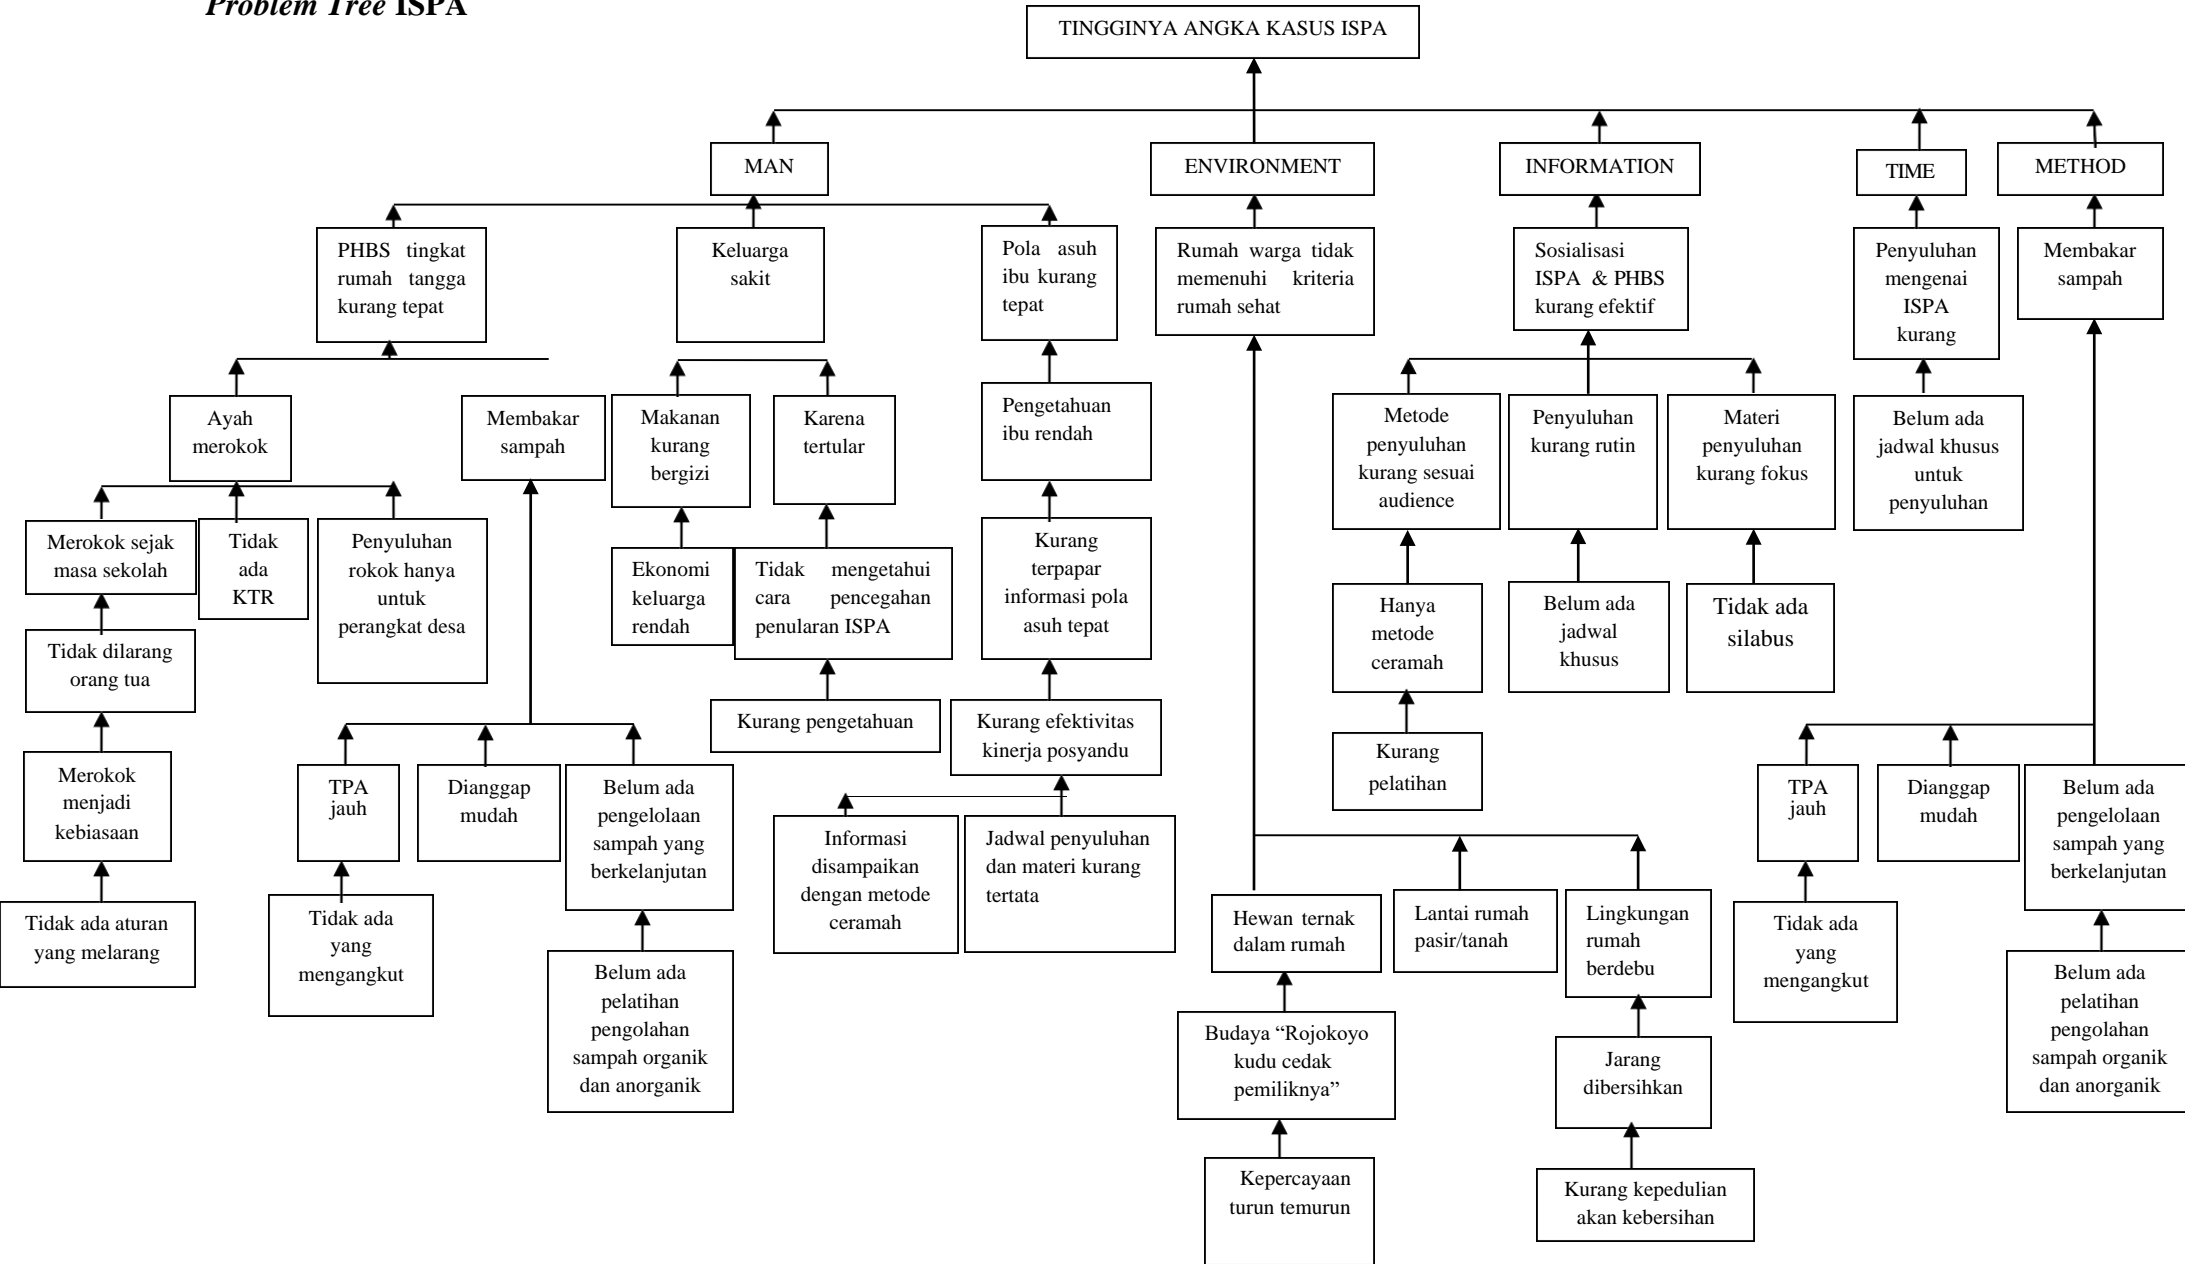 Problem Tree ISPA
TINGGINYA ANGKA KASUS ISPA
MAN
ENVIRONMENT
INFORMATION
TIME
METHOD
PHBS tingkat
rumah tangga
kurang tepat
Keluarga
sakit
Pola asuh
ibu kurang
tepat
Rumah warga tidak
memenuhi kriteria
rumah sehat
Sosialisasi
ISPA & PHBS
kurang efektif
Penyuluhan
mengenai
ISPA
kurang
Membakar
sampah
Ayah
merokok
Membakar
sampah
Makanan
kurang
bergizi
Karena
tertular
Pengetahuan
ibu rendah
Metode
penyuluhan
kurang sesuai
audience
Penyuluhan
kurang rutin
Materi
penyuluhan
kurang fokus
Belum ada
jadwal khusus
untuk
penyuluhan
Merokok sejak
masa sekolah
Tidak
ada
KTR
Penyuluhan
rokok hanya
untuk
perangkat desa
Ekonomi
keluarga
rendah
Tidak mengetahui
cara pencegahan
penularan ISPA
Kurang
terpapar
informasi pola
asuh tepat
Hanya
metode
ceramah
Belum ada
jadwal
khusus
Tidak ada
silabus
Tidak dilarang
orang tua
Kurang pengetahuan
Kurang efektivitas
kinerja posyandu
Kurang
pelatihan
Merokok
menjadi
kebiasaan
TPA
jauh
Dianggap
mudah
Belum ada
pengelolaan
sampah yang
berkelanjutan
Informasi
disampaikan
dengan metode
ceramah
Jadwal penyuluhan
dan materi kurang
tertata
TPA
jauh
Dianggap
mudah
Belum ada
pengelolaan
sampah yang
berkelanjutan
Tidak ada aturan
yang melarang
Tidak ada
yang
mengangkut
Hewan ternak
dalam rumah
Lantai rumah
pasir/tanah
Lingkungan
rumah
berdebu
Tidak ada
yang
mengangkut
Belum ada
pelatihan
pengolahan
sampah organik
dan anorganik
Budaya “Rojokoyo
kudu cedak
pemiliknya”
Jarang
dibersihkan
Belum ada
pelatihan
pengolahan
sampah organik
dan anorganik
Kepercayaan
turun temurun
Kurang kepedulian
akan kebersihan